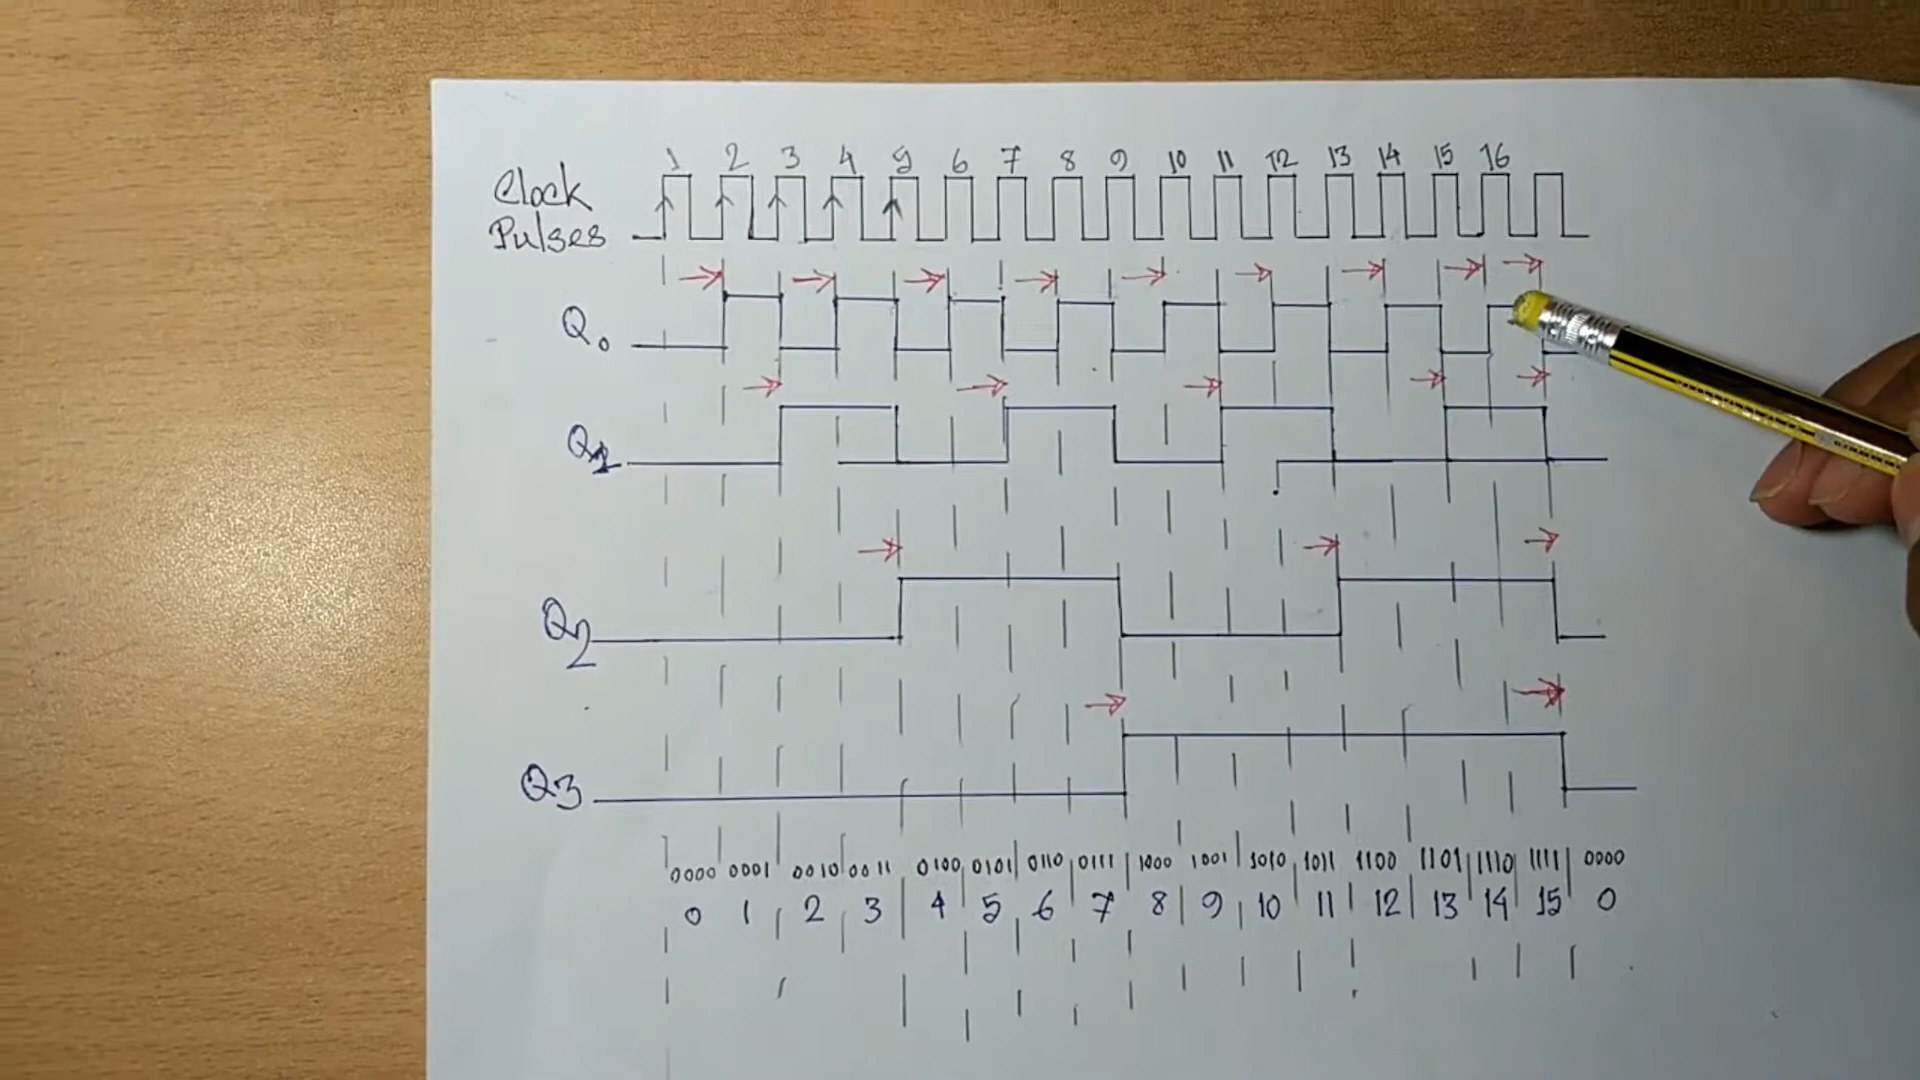 1 2 3 4 5 6 7 8 9 10 11 12 13 14 15 16
Clock
Pulses
Q0
Q1
Q2
Q3
0000 0001 0010 0011 0100 0101 0110 0111 1000 1001 1010 1011 1100 1101 1110 1111 0000
0 1 2 3 4 5 6 7 8 9 10 11 12 13 14 15 0